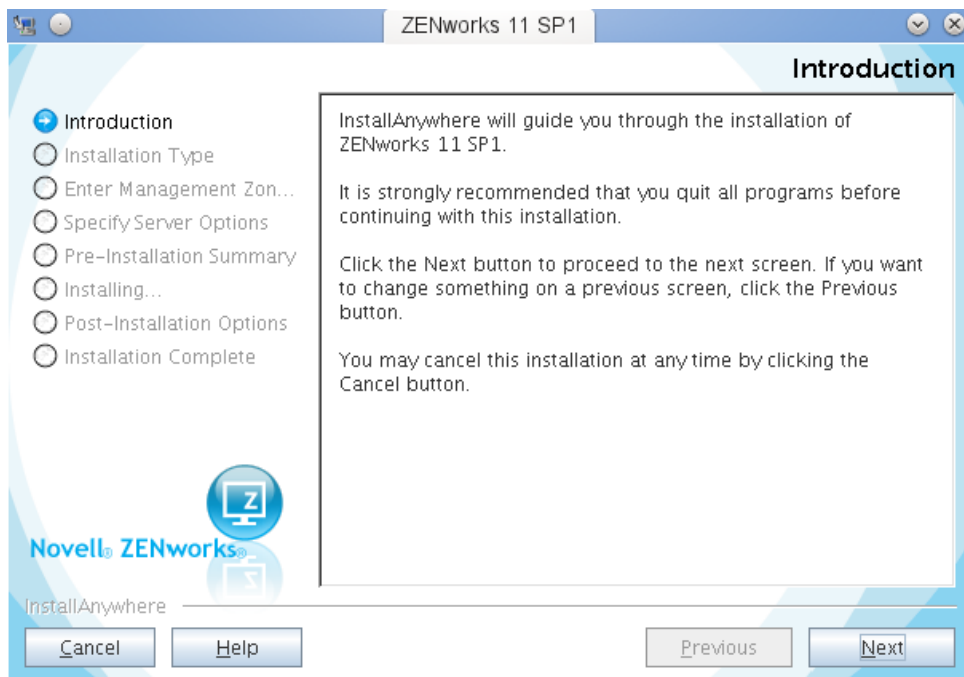 ZENworks 11 SP1
Introduction
Introduction
Installation Type
Enter Management Zon...
Specify Server Options
Pre-Installation Summary
Installing...
Post-Installation Options
Installation Complete
InstallAnywhere will guide you through the installation of
ZENworks 11 SP1.
It is strongly recommended that you quit all programs before
continuing with this installation.
Click the Next button to proceed to the next screen. If you want
to change something on a previous screen, click the Previous
button.
You may cancel this installation at any time by clicking the
Cancel button.
Z
Novell® ZENworks®
InstallAnywhere
Cancel
Help
Previous
Next